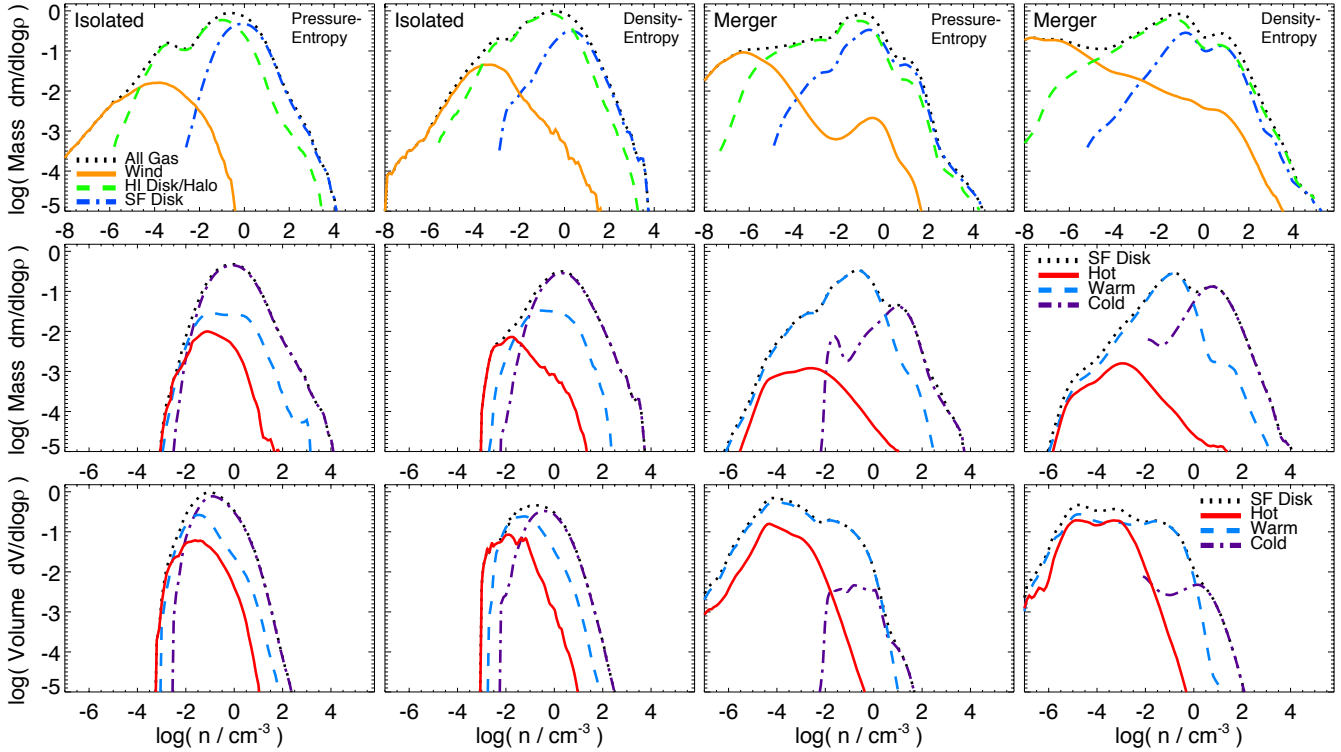 Isolated
Pressure-
Entropy
Isolated
Density-
Entropy
Merger
Pressure-
Entropy
Merger
Density-
Entropy
log( Mass dm/dlogρ )
0
-1
-2
-3
-4
-5
All Gas
Wind
HI Disk/Halo
SF Disk
-8 -6 -4 -2 0 2 4
-8 -6 -4 -2 0 2 4
-8 -6 -4 -2 0 2 4
-8 -6 -4 -2 0 2 4
log( Mass dm/dlogρ )
0
-1
-2
-3
-4
-5
SF Disk
Hot
Warm
Cold
-6 -4 -2 0 2 4
-6 -4 -2 0 2 4
-6 -4 -2 0 2 4
-6 -4 -2 0 2 4
log( Volume dV/dlogρ )
0
-1
-2
-3
-4
-5
SF Disk
Hot
Warm
Cold
-6 -4 -2 0 2 4
-6 -4 -2 0 2 4
-6 -4 -2 0 2 4
-6 -4 -2 0 2 4
log( n / cm-3 )
log( n / cm-3 )
log( n / cm-3 )
log( n / cm-3 )